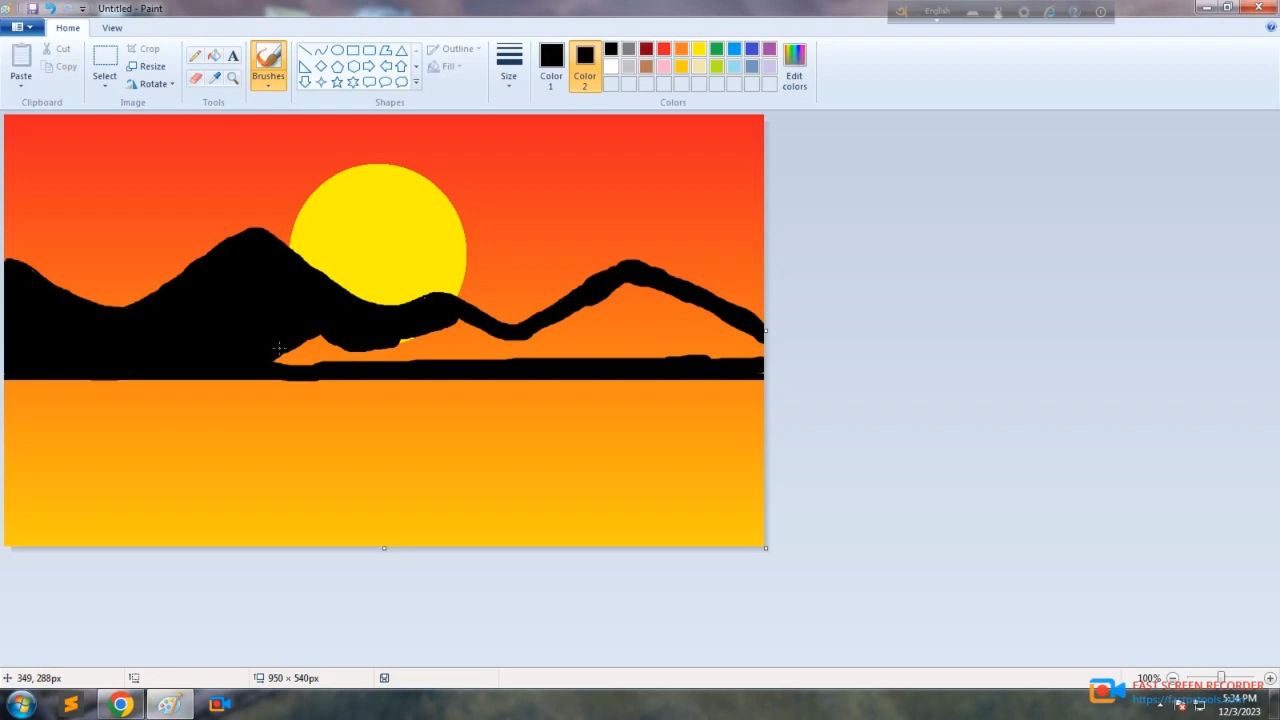 Untitled - Paint
English
Home
View
Paste
Cut
Copy
Clipboard
Select
Crop
Resize
Rotate
Image
Tools
Brushes
Outline
Fill
Shapes
Size
Color
1
Color
2
Edit
colors
Colors
349, 288px
950 × 540px
100%
FAST SCREEN RECORDER
5:24 PM
12/3/2023